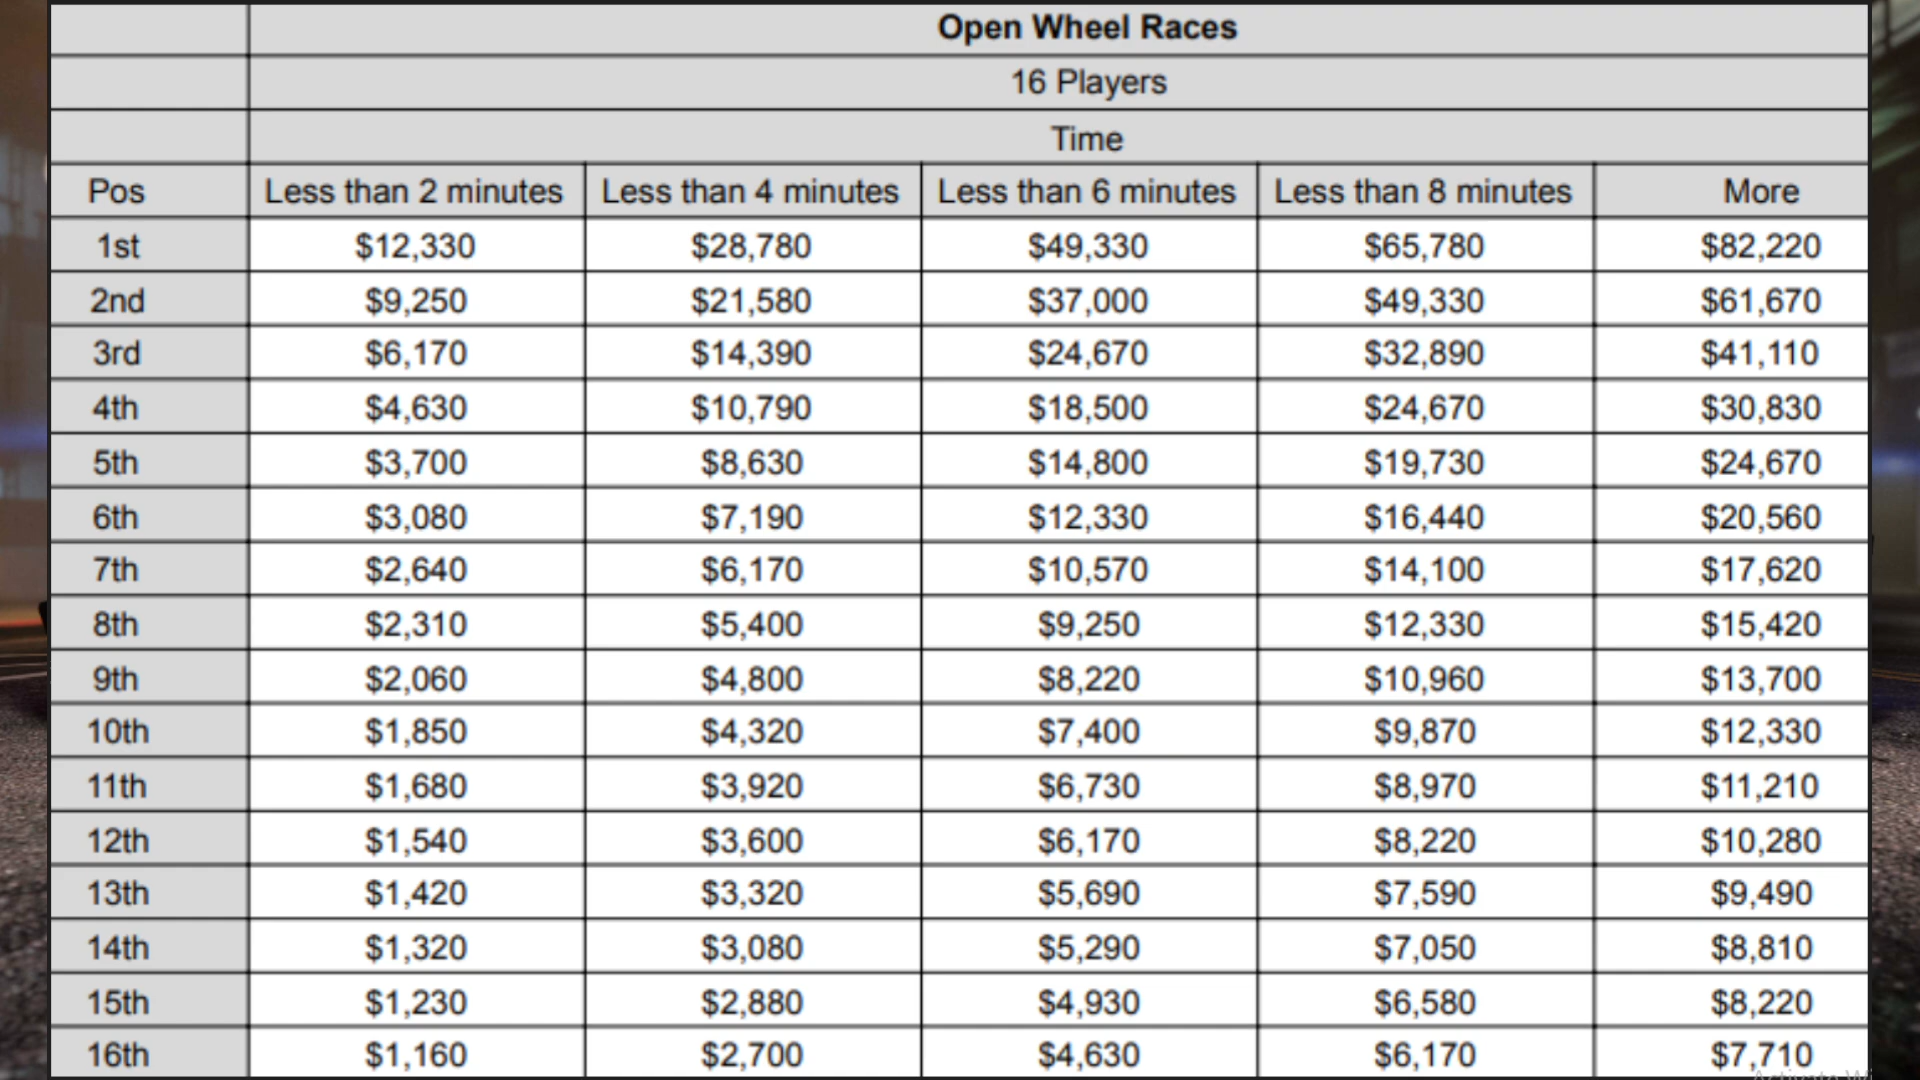 Open Wheel Races
16 Players
Time
Pos Less than 2 minutes Less than 4 minutes Less than 6 minutes Less than 8 minutes More
1st $12,330 $28,780 $49,330 $65,780 $82,220
2nd $9,250 $21,580 $37,000 $49,330 $61,670
3rd $6,170 $14,390 $24,670 $32,890 $41,110
4th $4,630 $10,790 $18,500 $24,670 $30,830
5th $3,700 $8,630 $14,800 $19,730 $24,670
6th $3,080 $7,190 $12,330 $16,440 $20,560
7th $2,640 $6,170 $10,570 $14,100 $17,620
8th $2,310 $5,400 $9,250 $12,330 $15,420
9th $2,060 $4,800 $8,220 $10,960 $13,700
10th $1,850 $4,320 $7,400 $9,870 $12,330
11th $1,680 $3,920 $6,730 $8,970 $11,210
12th $1,540 $3,600 $6,170 $8,220 $10,280
13th $1,420 $3,320 $5,690 $7,590 $9,490
14th $1,320 $3,080 $5,290 $7,050 $8,810
15th $1,230 $2,880 $4,930 $6,580 $8,220
16th $1,160 $2,700 $4,630 $6,170 $7,710